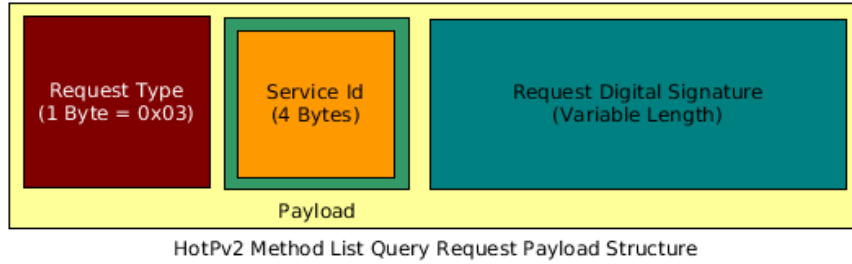 Request Type
(1 Byte = 0x03)
Service Id
(4 Bytes)
Request Digital Signature
(Variable Length)
Payload
HotPv2 Method List Query Request Payload Structure